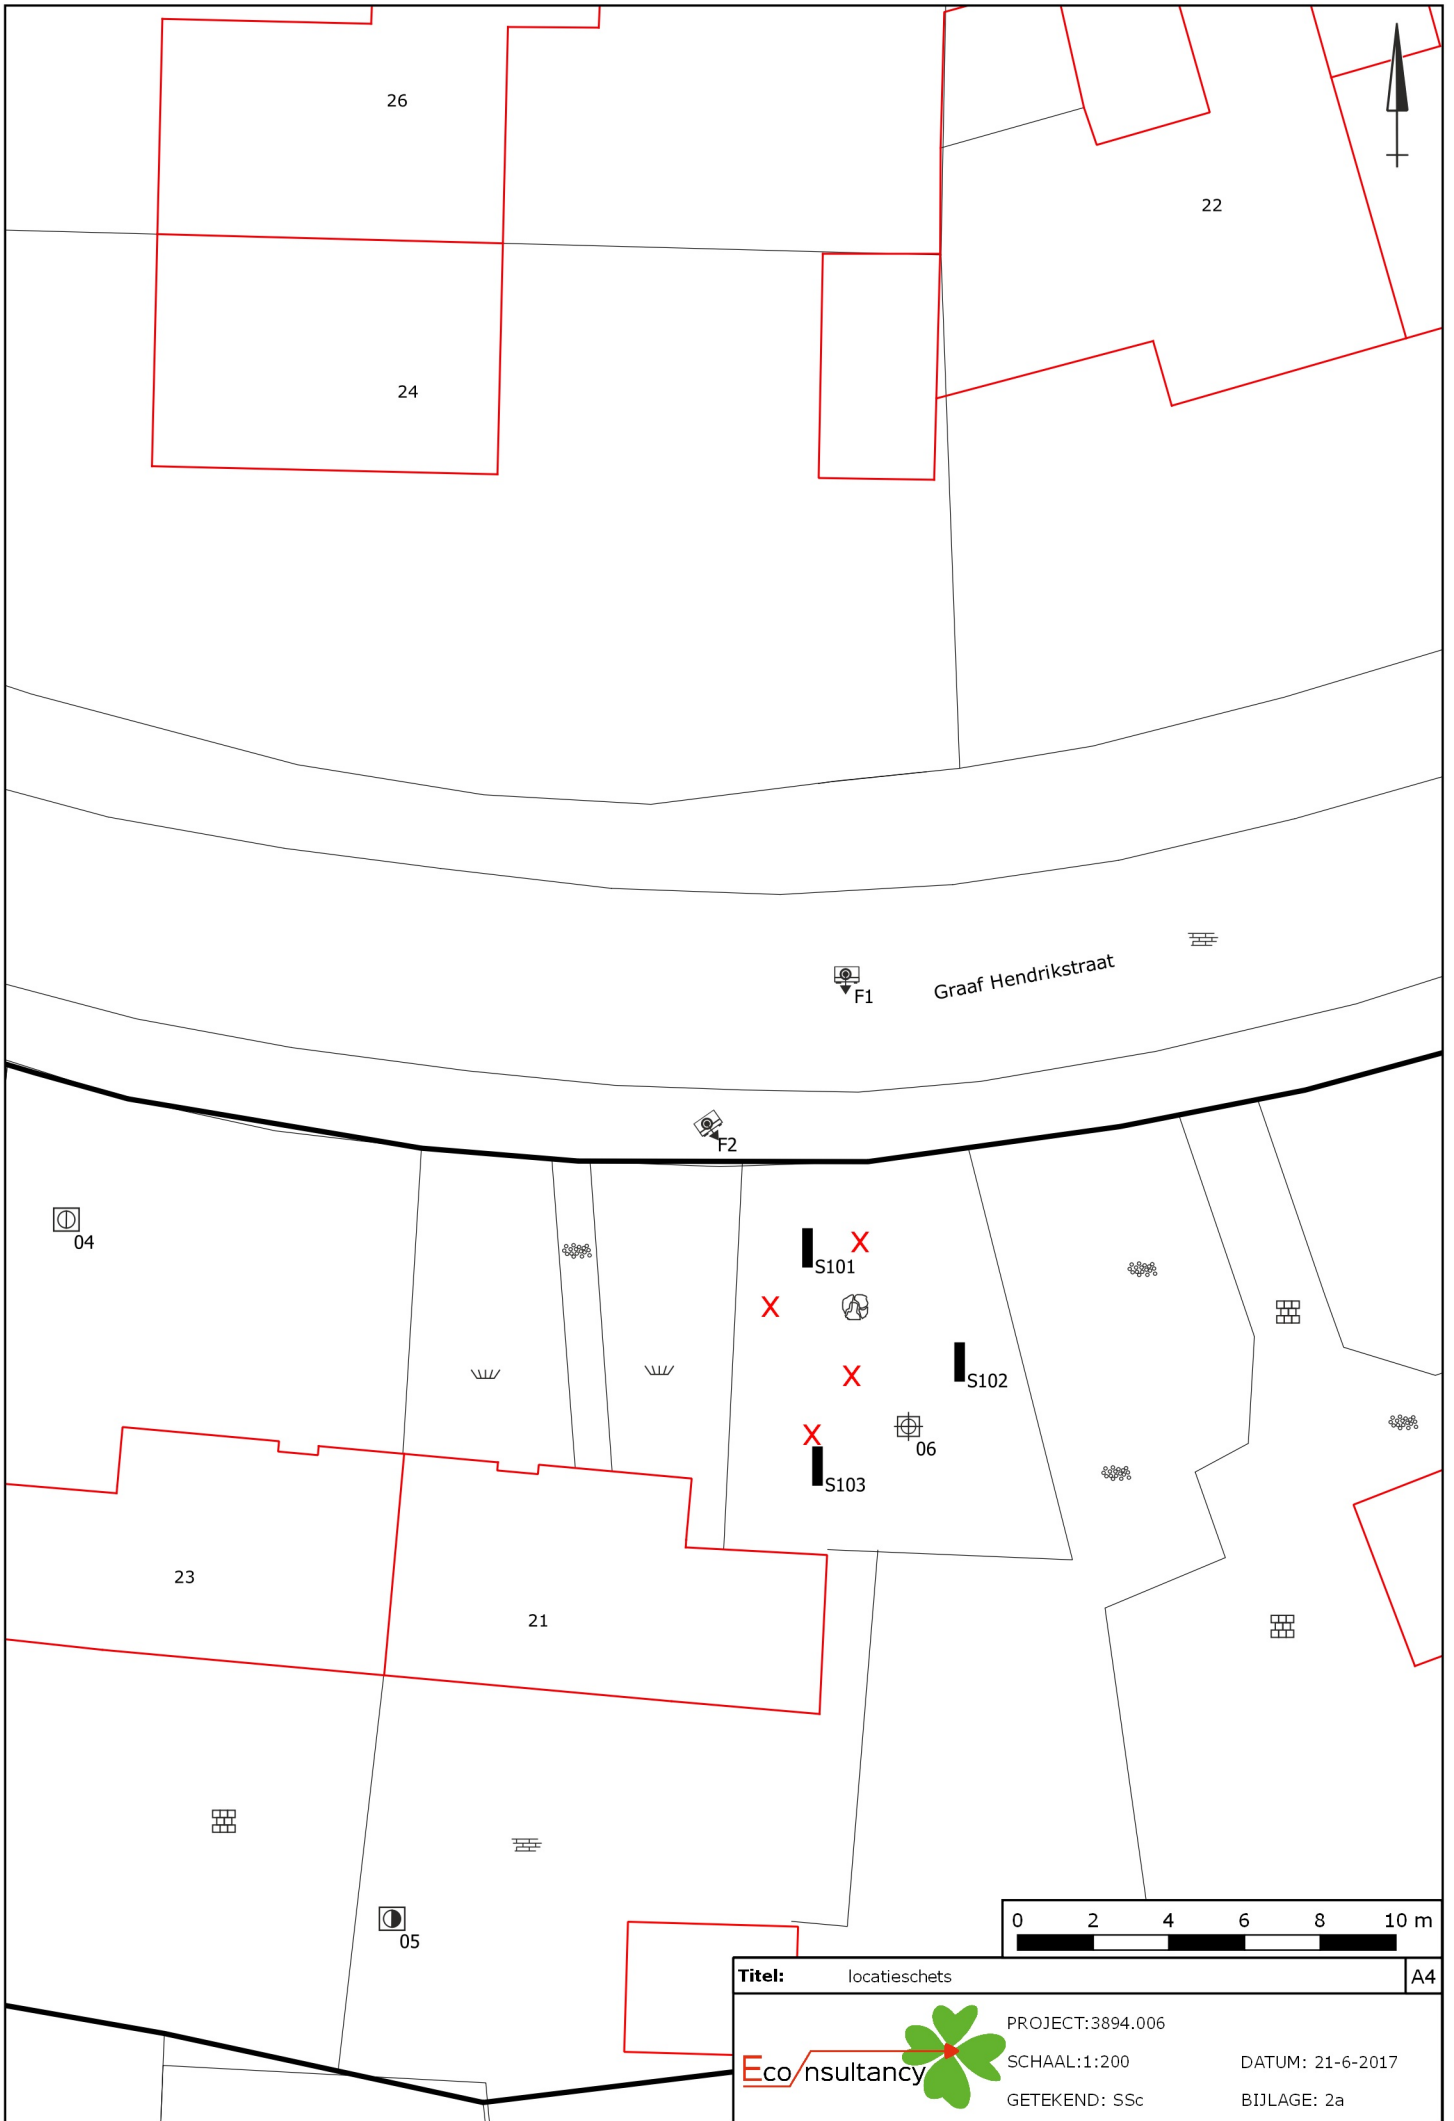 26
22
24
F1
Graaf Hendrikstraat
F2
04
S101
X
X
X
S102
X
06
S103
23
21
05
0 2 4 6 8 10 m
Titel: locatieschets A4
Econsultancy
PROJECT:3894.006
SCHAAL:1:200 DATUM: 21-6-2017
GETEKEND: SSc BIJLAGE: 2a